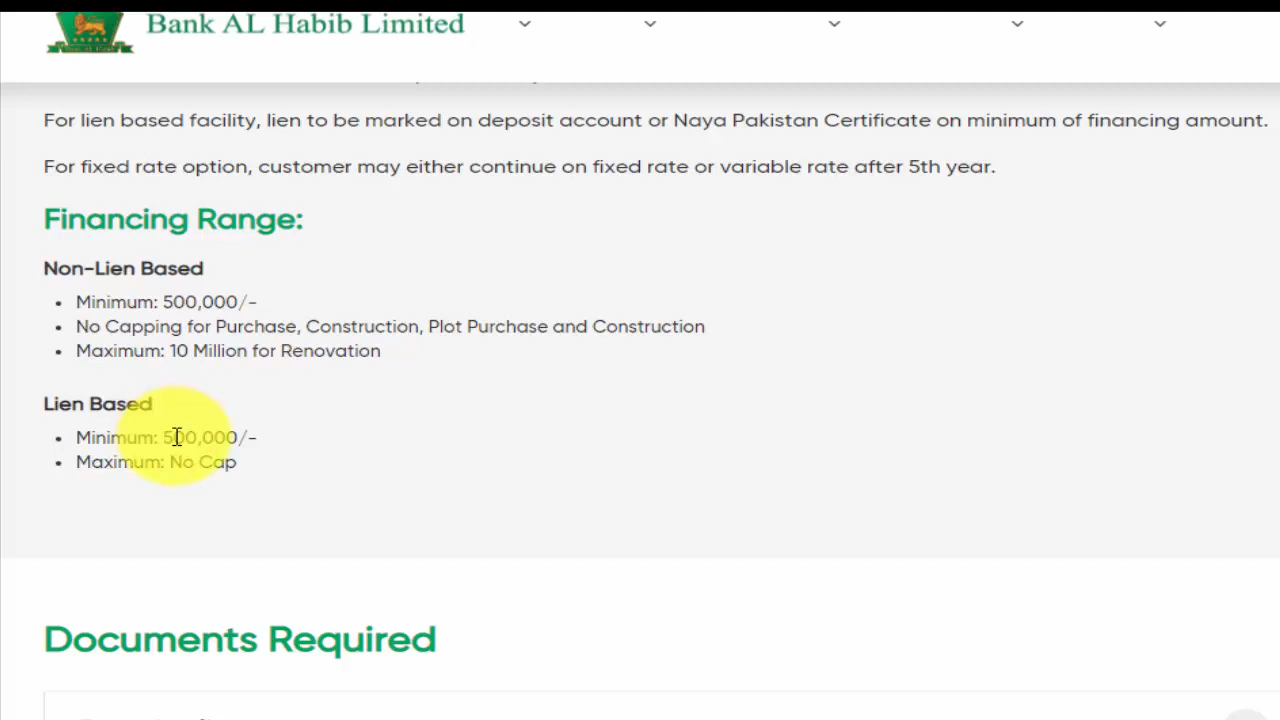 Bank AL Habib Limited
For lien based facility, lien to be marked on deposit account or Naya Pakistan Certificate on minimum of financing amount.
For fixed rate option, customer may either continue on fixed rate or variable rate after 5th year.
Financing Range:
Non-Lien Based
• Minimum: 500,000/-
• No Capping for Purchase, Construction, Plot Purchase and Construction
• Maximum: 10 Million for Renovation
Lien Based
• Minimum: 500,000/-
• Maximum: No Cap
Documents Required